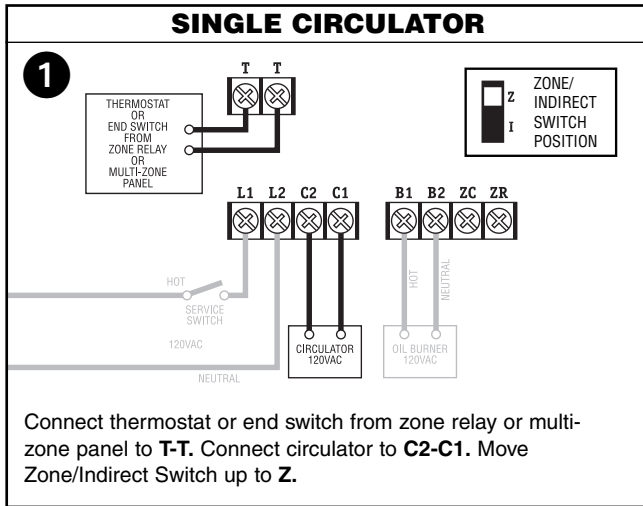 SINGLE CIRCULATOR
1
T T
THERMOSTAT
OR
END SWITCH
FROM
ZONE RELAY
OR
MULTI-ZONE
PANEL
Z
I
ZONE/
INDIRECT
SWITCH
POSITION
L1 L2 C2 C1 B1 B2 ZC ZR
HOT
SERVICE
SWITCH
120VAC
NEUTRAL
CIRCULATOR
120VAC
HOT
NEUTRAL
OIL BURNER
120VAC
Connect thermostat or end switch from zone relay or multi-
zone panel to T-T. Connect circulator to C2-C1. Move
Zone/Indirect Switch up to Z.